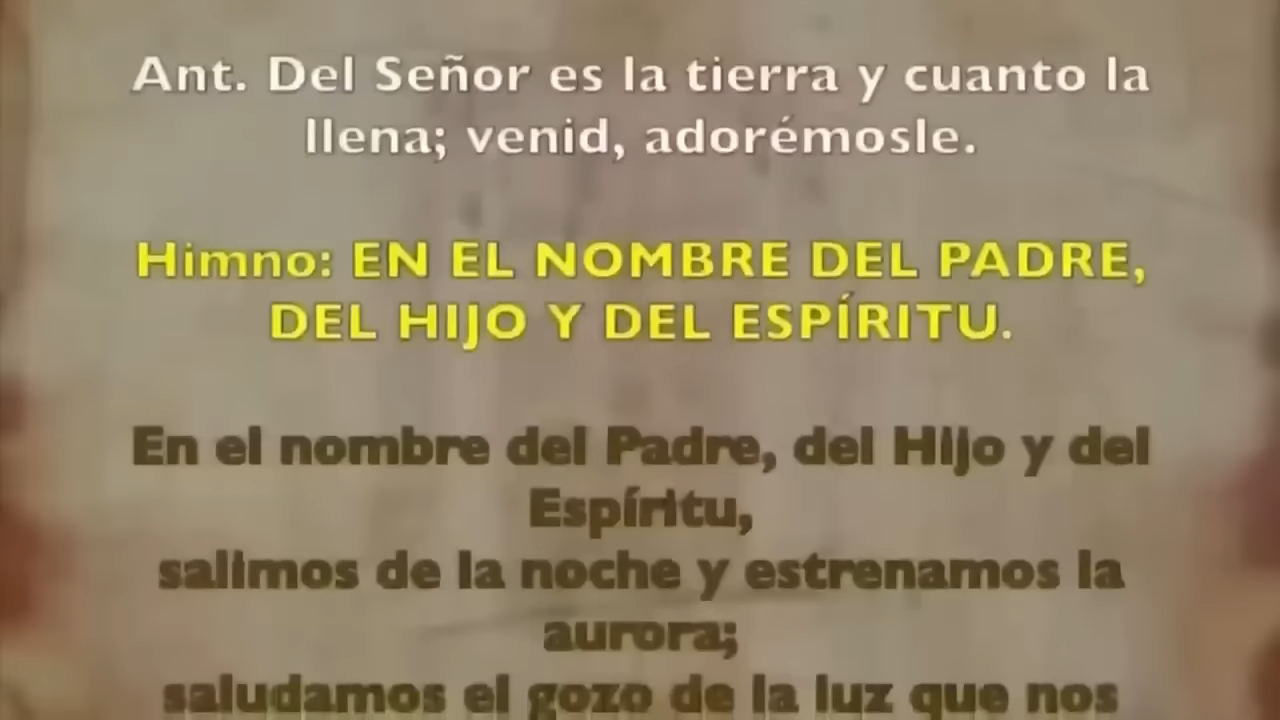 Ant. Del Señor es la tierra y cuanto la
llena; venid, adorémosle.
Himno: EN EL NOMBRE DEL PADRE,
DEL HIJO Y DEL ESPÍRITU.
En el nombre del Padre, del Hijo y del
Espíritu,
salimos de la noche y estrenamos la
aurora;
saludamos el gozo de la luz que nos